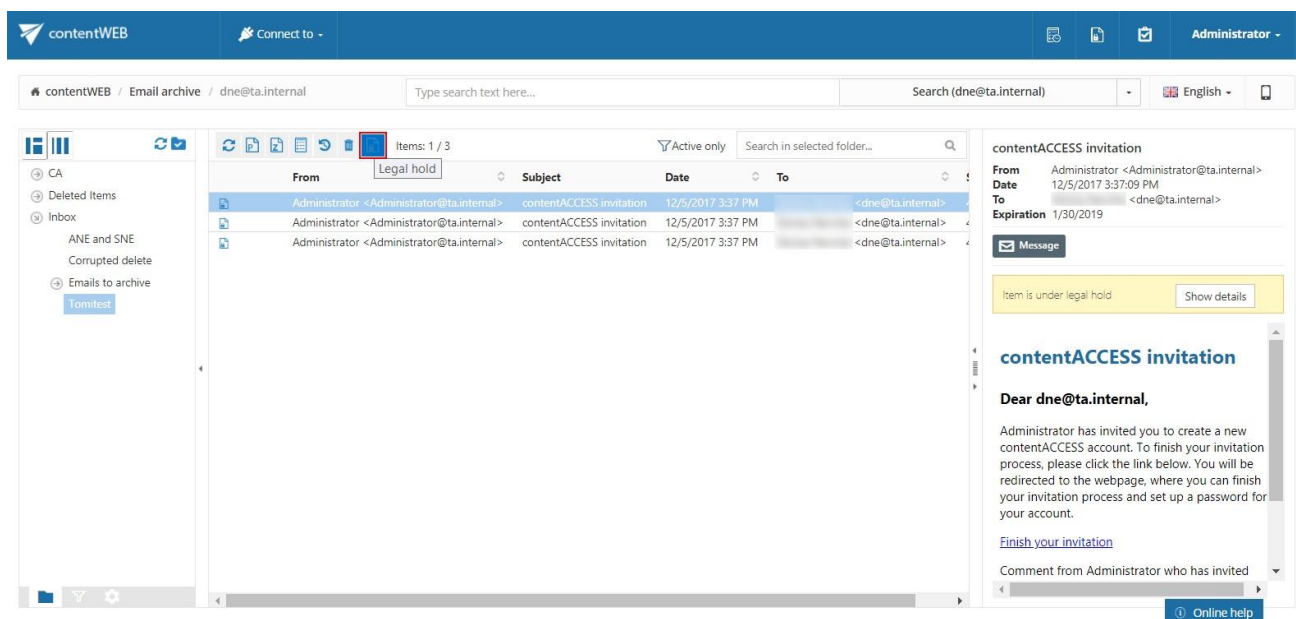 contentWEB Connect to Administrator
contentWEB / Email archive / dne@ta.internal Type search text here... Search (dne@ta.internal) English
Items: 1 / 3 Active only Search in selected folder...
Legal hold
From Subject Date To
Administrator <Administrator@ta.internal> contentACCESS invitation 12/5/2017 3:37 PM <dne@ta.internal>
Administrator <Administrator@ta.internal> contentACCESS invitation 12/5/2017 3:37 PM <dne@ta.internal>
Administrator <Administrator@ta.internal> contentACCESS invitation 12/5/2017 3:37 PM <dne@ta.internal>
CA
Deleted Items
Inbox
ANE and SNE
Corrupted delete
Emails to archive
Tomitest
contentACCESS invitation
From Administrator <Administrator@ta.internal>
Date 12/5/2017 3:37:09 PM
To <dne@ta.internal>
Expiration 1/30/2019
Message
Item is under legal hold Show details
contentACCESS invitation
Dear dne@ta.internal,
Administrator has invited you to create a new
contentACCESS account. To finish your invitation
process, please click the link below. You will be
redirected to the webpage, where you can finish
your invitation process and set up a password for
your account.
Finish your invitation
Comment from Administrator who has invited
Online help